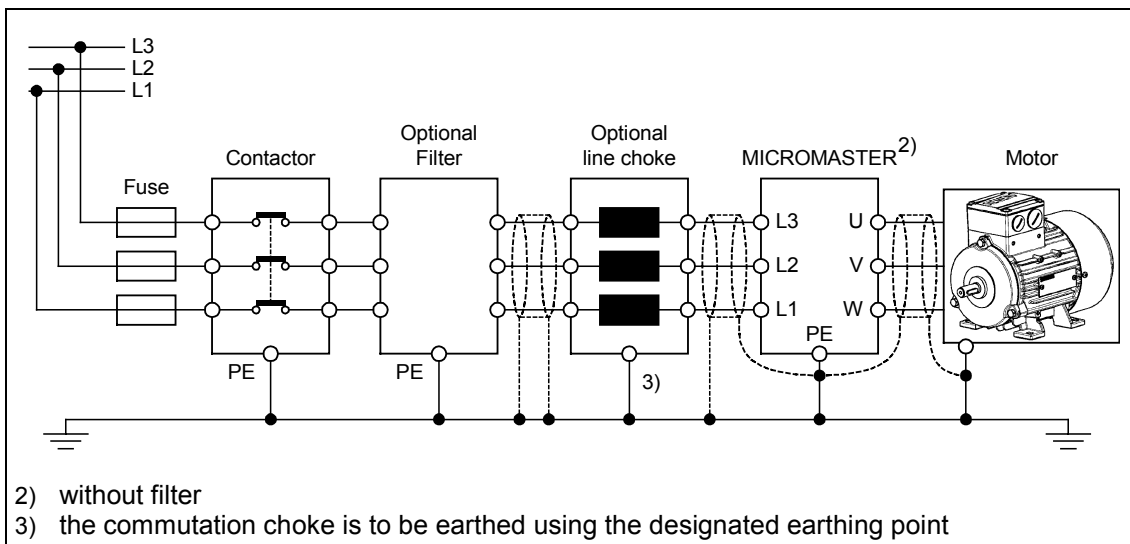 L3
L2
L1
Fuse
Contactor
Optional
Filter
Optional
line choke
MICROMASTER2)
Motor
L3
U
L2
V
L1
W
PE
PE
PE
3)
2) without filter
3) the commutation choke is to be earthed using the designated earthing point